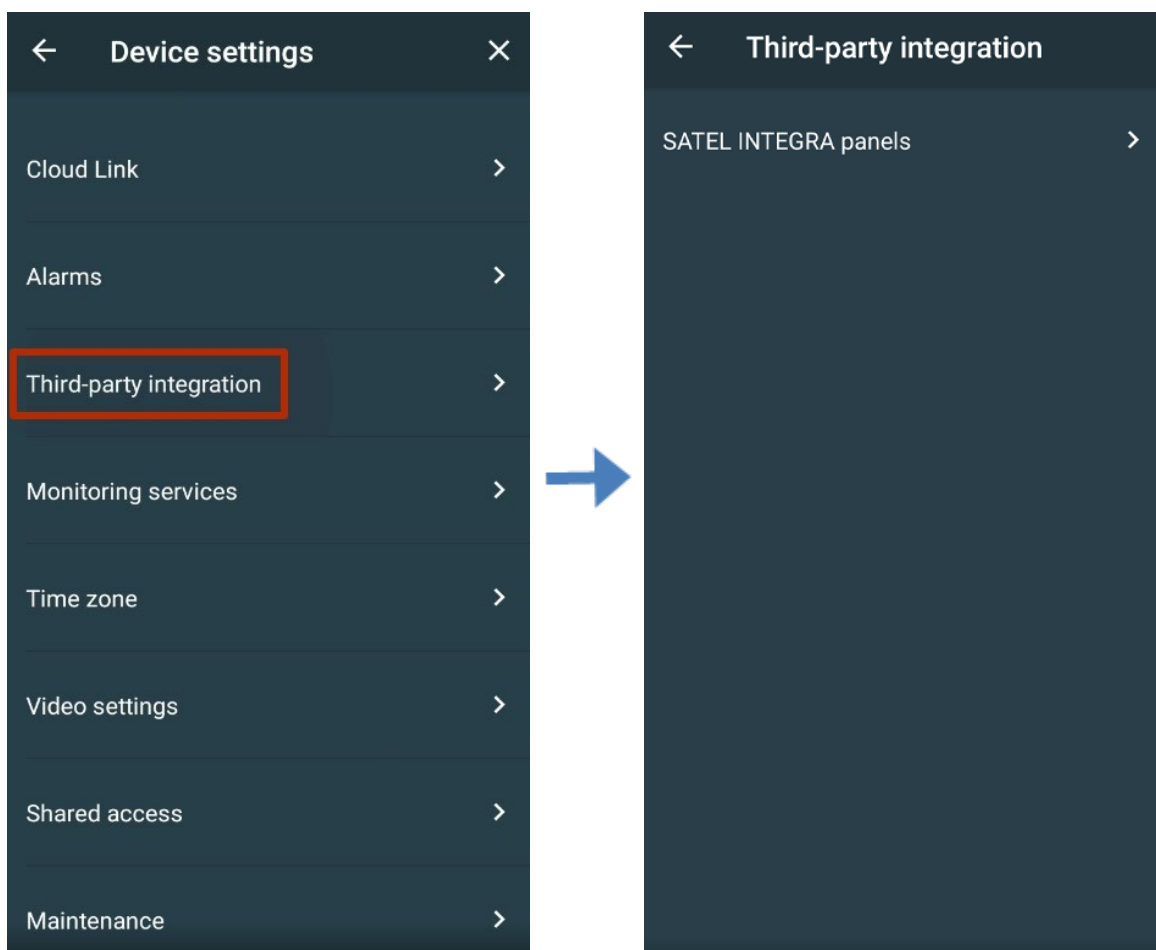 Device settings
Cloud Link
Alarms
Third-party integration
Monitoring services
Time zone
Video settings
Shared access
Maintenance
Third-party integration
SATEL INTEGRA panels